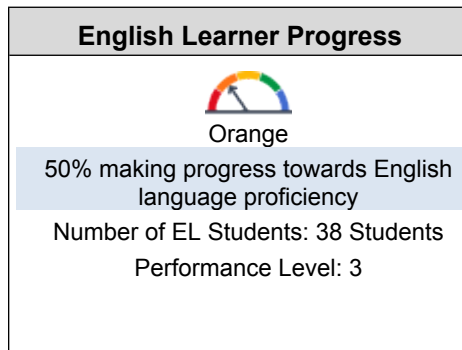 English Learner Progress
Orange
50% making progress towards English
language proficiency
Number of EL Students: 38 Students
Performance Level: 3